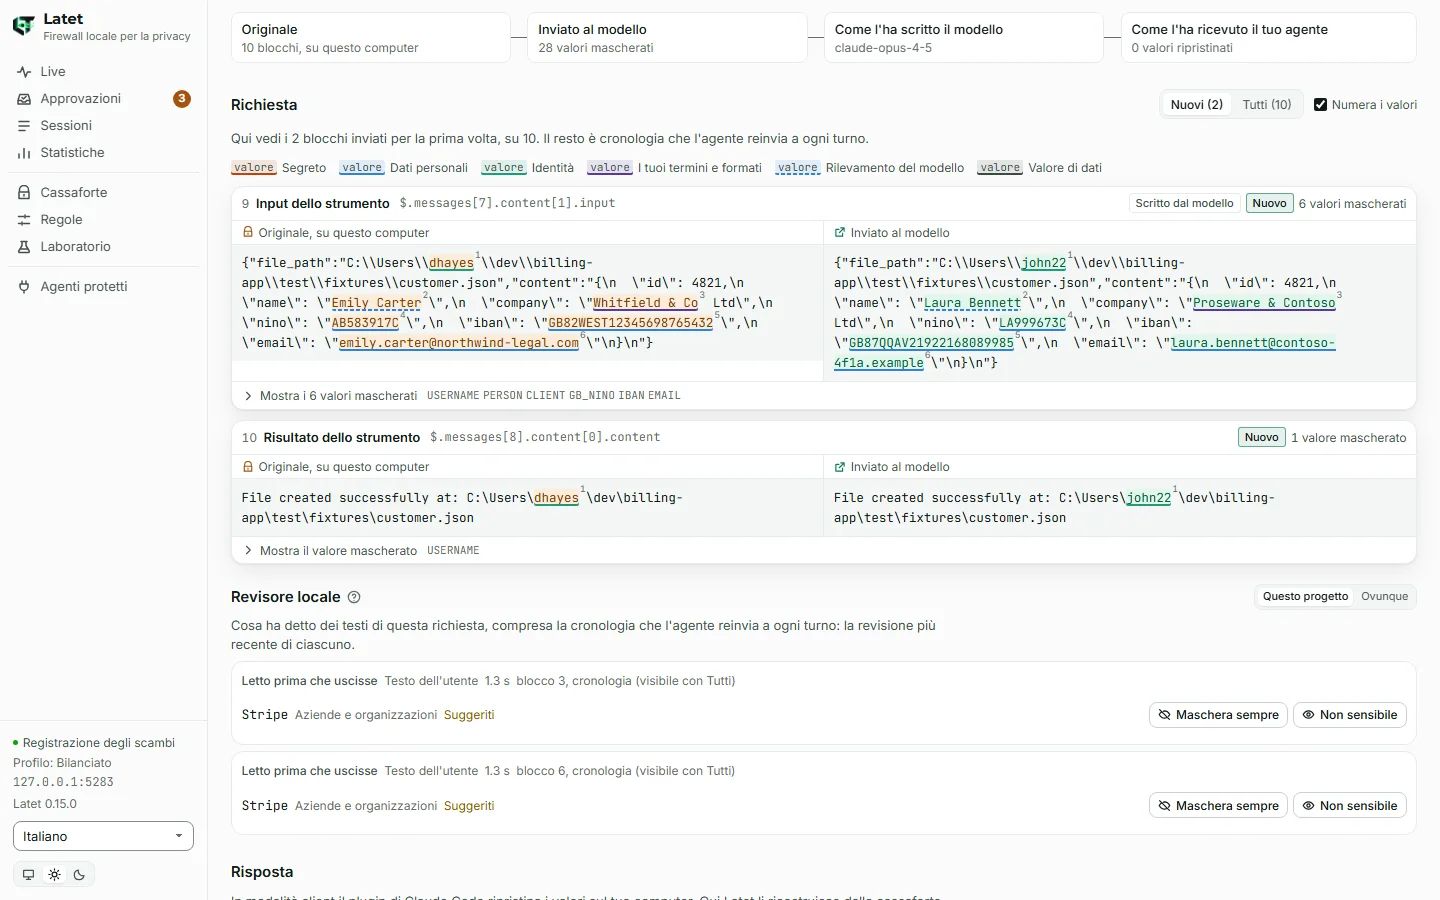 Latet
Firewall locale per la privacy
Live
Approvazioni 3
Sessioni
Statistiche
Cassaforte
Regole
Laboratorio
Agenti protetti
Registrazione degli scambi
Profilo: Bilanciato
127.0.0.1:5283
Latet 0.15.0
Italiano
Originale
10 blocchi, su questo computer
Inviato al modello
28 valori mascherati
Come l'ha scritto il modello
claude-opus-4-5
Come l'ha ricevuto il tuo agente
0 valori ripristinati
Richiesta
Nuovi (2) Tutti (10) Numera i valori
Qui vedi i 2 blocchi inviati per la prima volta, su 10. Il resto è cronologia che l'agente reinvia a ogni turno.
valore Segreto valore Dati personali valore Identità valore I tuoi termini e formati valore Rilevamento del modello valore Valore di dati
9 Input dello strumento $.messages[7].content[1].input Scritto dal modello Nuovo 6 valori mascherati
Originale, su questo computer
{"file_path":"C:\\Users\\dhayes1\\dev\\billing-
app\\test\\fixtures\\customer.json","content":"{\n  \"id\": 4821,\n
\"name\": \"Emily Carter2\",\n  \"company\": \"Whitfield & Co3 Ltd\",\n
\"nino\": \"AB583917C4\",\n  \"iban\": \"GB82WEST123456987654325\",\n
\"email\": \"emily.carter@northwind-legal.com6\"\n}\n"}
Inviato al modello
{"file_path":"C:\\Users\\john221\\dev\\billing-
app\\test\\fixtures\\customer.json","content":"{\n  \"id\": 4821,\n
\"name\": \"Laura Bennett2\",\n  \"company\": \"Proseware & Contoso3
Ltd\",\n  \"nino\": \"LA999673C4\",\n  \"iban\":
\"GB87QQAV219221680899855\",\n  \"email\": \"laura.bennett@contoso-
4f1a.example6\"\n}\n"}
Mostra i 6 valori mascherati USERNAME PERSON CLIENT GB_NINO IBAN EMAIL
10 Risultato dello strumento $.messages[8].content[0].content Nuovo 1 valore mascherato
Originale, su questo computer
File created successfully at: C:\Users\dhayes1\dev\billing-
app\test\fixtures\customer.json
Inviato al modello
File created successfully at: C:\Users\john221\dev\billing-
app\test\fixtures\customer.json
Mostra il valore mascherato USERNAME
Revisore locale
Questo progetto Ovunque
Cosa ha detto dei testi di questa richiesta, compresa la cronologia che l'agente reinvia a ogni turno: la revisione più
recente di ciascuno.
Letto prima che uscisse Testo dell'utente 1.3 s blocco 3, cronologia (visibile con Tutti)
Stripe Aziende e organizzazioni Suggeriti Maschera sempre Non sensibile
Letto prima che uscisse Testo dell'utente 1.3 s blocco 6, cronologia (visibile con Tutti)
Stripe Aziende e organizzazioni Suggeriti Maschera sempre Non sensibile
Risposta